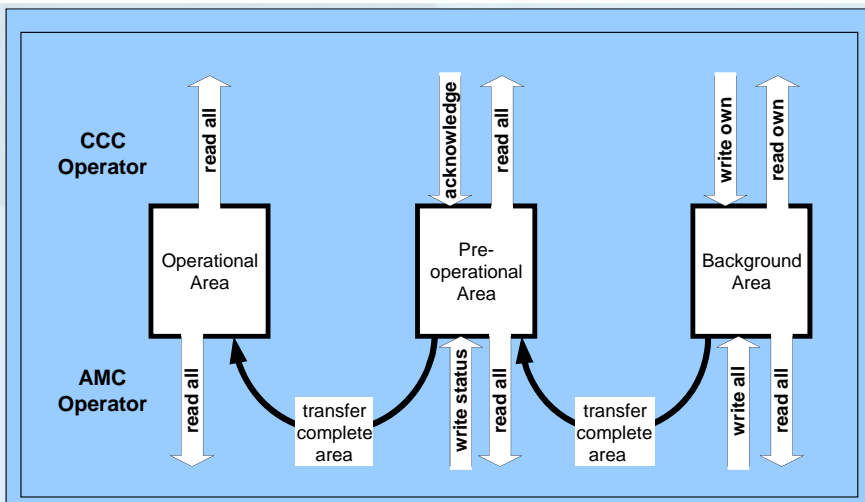 CCC
Operator
read all
acknowledge
read all
write own
read own
Operational
Area
Pre-
operational
Area
Background
Area
AMC
Operator
read all
transfer
complete
area
write status
read all
transfer
complete
area
write all
read all